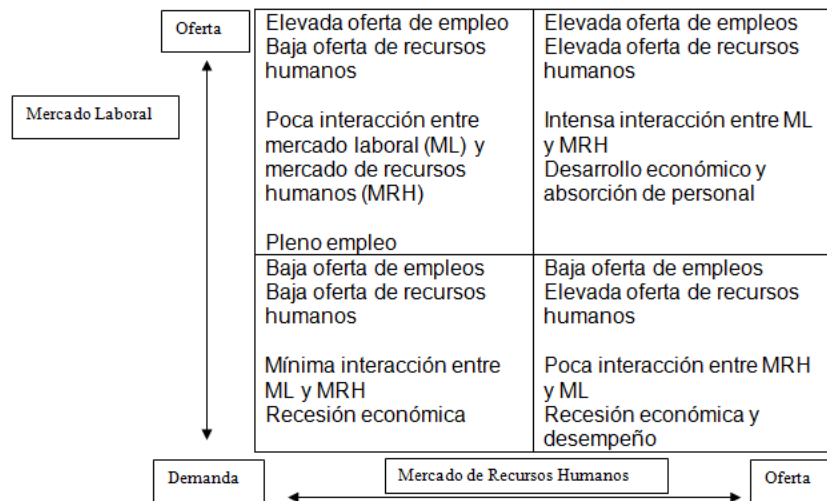 Oferta
Elevada oferta de empleo
Baja oferta de recursos
humanos
Poca interacción entre
mercado laboral (ML) y
mercado de recursos
humanos (MRH)
Pleno empleo
Elevada oferta de empleos
Elevada oferta de recursos
humanos
Intensa interacción entre ML
y MRH
Desarrollo económico y
absorción de personal
Mercado Laboral
Baja oferta de empleos
Baja oferta de recursos
humanos
Mínima interacción entre
ML y MRH
Recesión económica
Baja oferta de empleos
Elevada oferta de recursos
humanos
Poca interacción entre MRH
y ML
Recesión económica y
desempeño
Demanda
Mercado de Recursos Humanos
Oferta